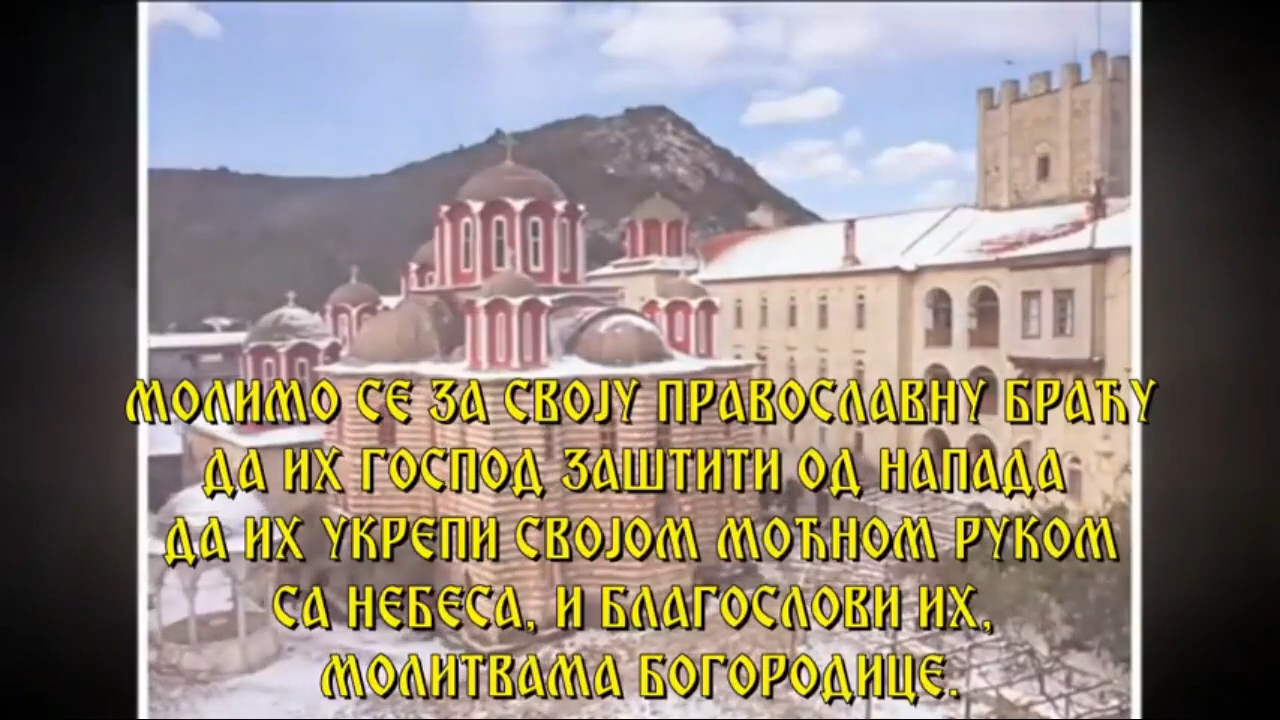 МОЛИМО СЕ ЗА СВОЈУ ПРАВОСЛАВНУ БРАЋУ
ДА ИХ ГОСПОД ЗАШТИТИ ОД НАПАДА
ДА ИХ УКРЕПИ СВОЈОМ МОЋНОМ РУКОМ
СА НЕБЕСА, И БЛАГОСЛОВИ ИХ,
МОЛИТВАМА БОГОРОДИЦЕ.